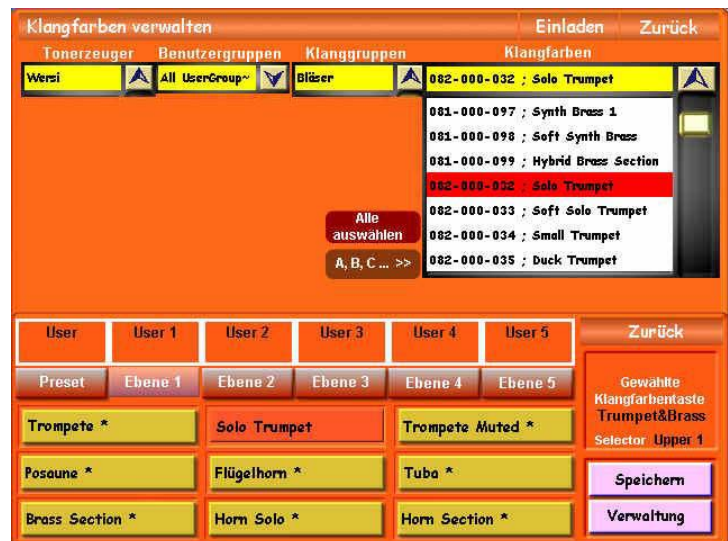 Klangfarben verwalten
Einladen
Zurück
Tonerzeuger
Benutzergruppen
Klanggruppen
Klangfarben
Wersi
All UserGroup~
Bläser
082-000-032 ; Solo Trumpet
081-000-097 ; Synth Brass 1
081-000-098 ; Soft Synth Brass
081-000-099 ; Hybrid Brass Section
082-000-032 ; Solo Trumpet
082-000-033 ; Soft Solo Trumpet
082-000-034 ; Small Trumpet
082-000-035 ; Duck Trumpet
Alle
auswählen
A, B, C ... >>
User
User 1
User 2
User 3
User 4
User 5
Zurück
Preset
Ebene 1
Ebene 2
Ebene 3
Ebene 4
Ebene 5
Gewählte
Klangfarbentaste
Trumpet&Brass
Selector Upper 1
Trompete *
Solo Trumpet
Trompete Muted *
Posaune *
Flügelhorn *
Tuba *
Speichern
Brass Section *
Horn Solo *
Horn Section *
Verwaltung